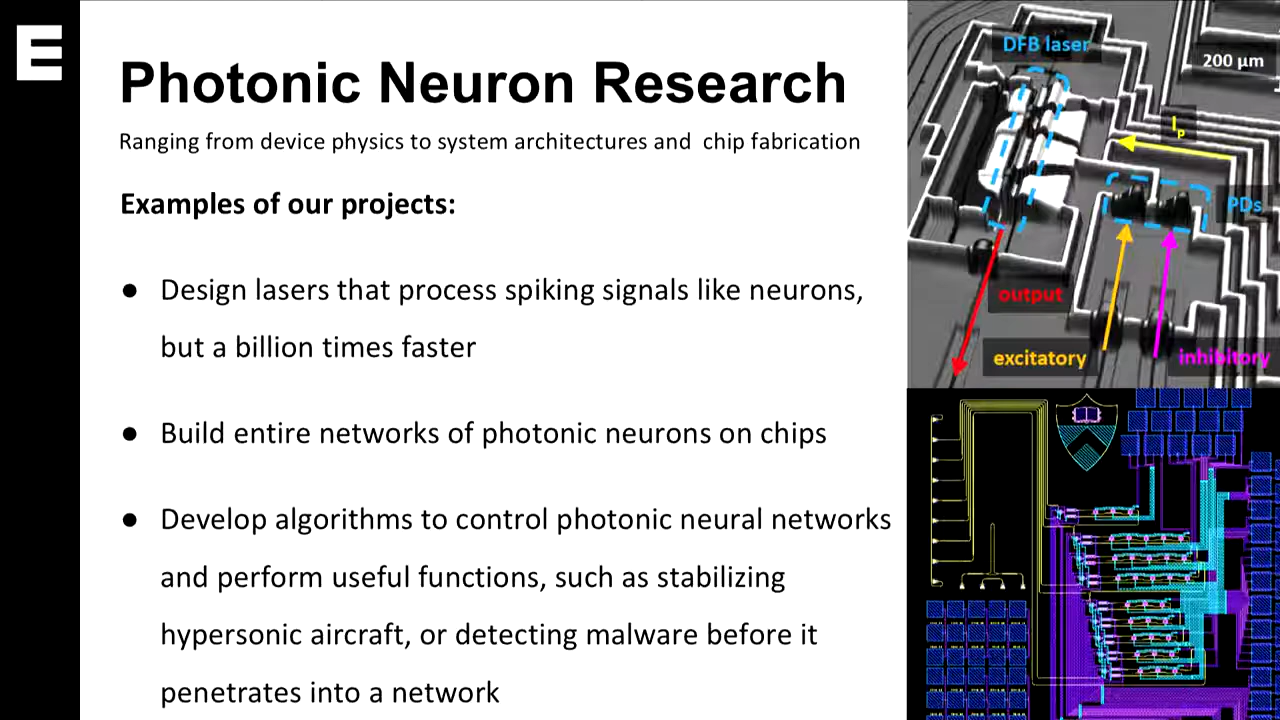 Photonic Neuron Research
Ranging from device physics to system architectures and chip fabrication
Examples of our projects:
● Design lasers that process spiking signals like neurons,
but a billion times faster
● Build entire networks of photonic neurons on chips
● Develop algorithms to control photonic neural networks
and perform useful functions, such as stabilizing
hypersonic aircraft, or detecting malware before it
penetrates into a network
DFB laser
200 µm
Ip
PDs
output
excitatory
inhibitory